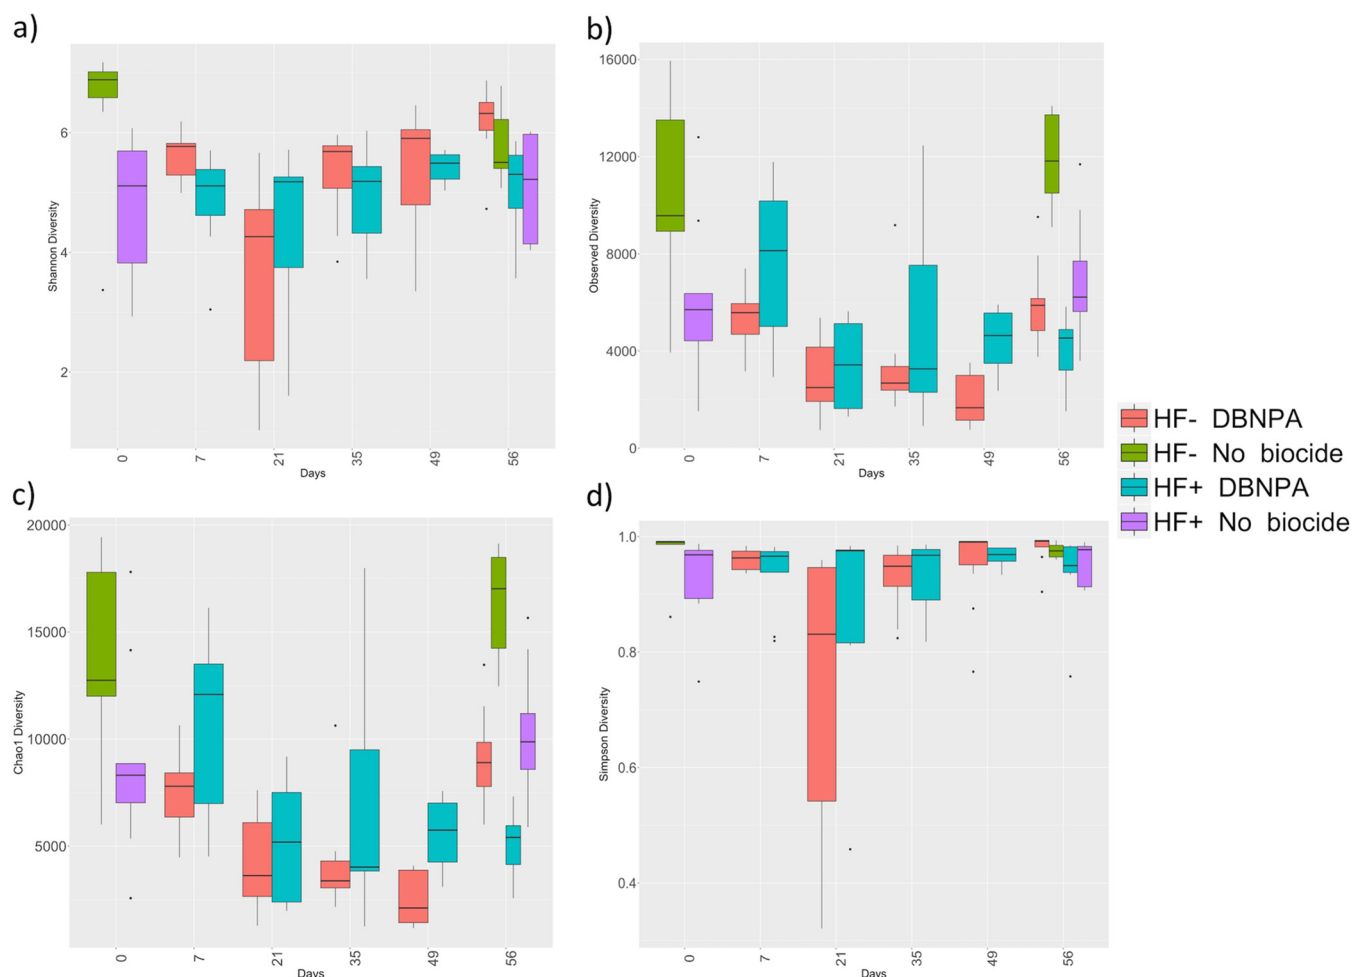 a)
Shannon Diversity
6
4
2
0
7
21
35
49
56
Days
b)
Observed Diversity
16000
12000
8000
4000
0
0
7
21
35
49
56
Days
HF- DBNPA
HF- No biocide
HF+ DBNPA
HF+ No biocide
c)
Chao1 Diversity
20000
15000
10000
5000
0
7
21
35
49
56
Days
d)
Simpson Diversity
1.0
0.8
0.6
0.4
0
7
21
35
49
56
Days